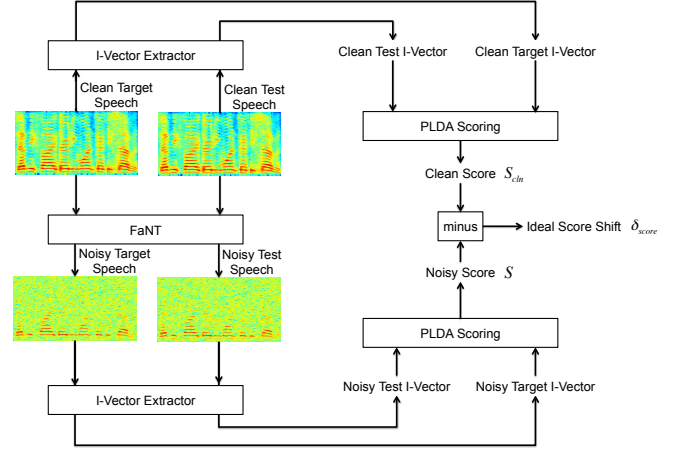 I-Vector Extractor
Clean Target
Speech
Clean Test
Speech
FaNT
Noisy Target
Speech
Noisy Test
Speech
I-Vector Extractor
Clean Test I-Vector
Clean Target I-Vector
PLDA Scoring
Clean Score S_cln
minus
Ideal Score Shift δ_score
Noisy Score S
PLDA Scoring
Noisy Test I-Vector
Noisy Target I-Vector